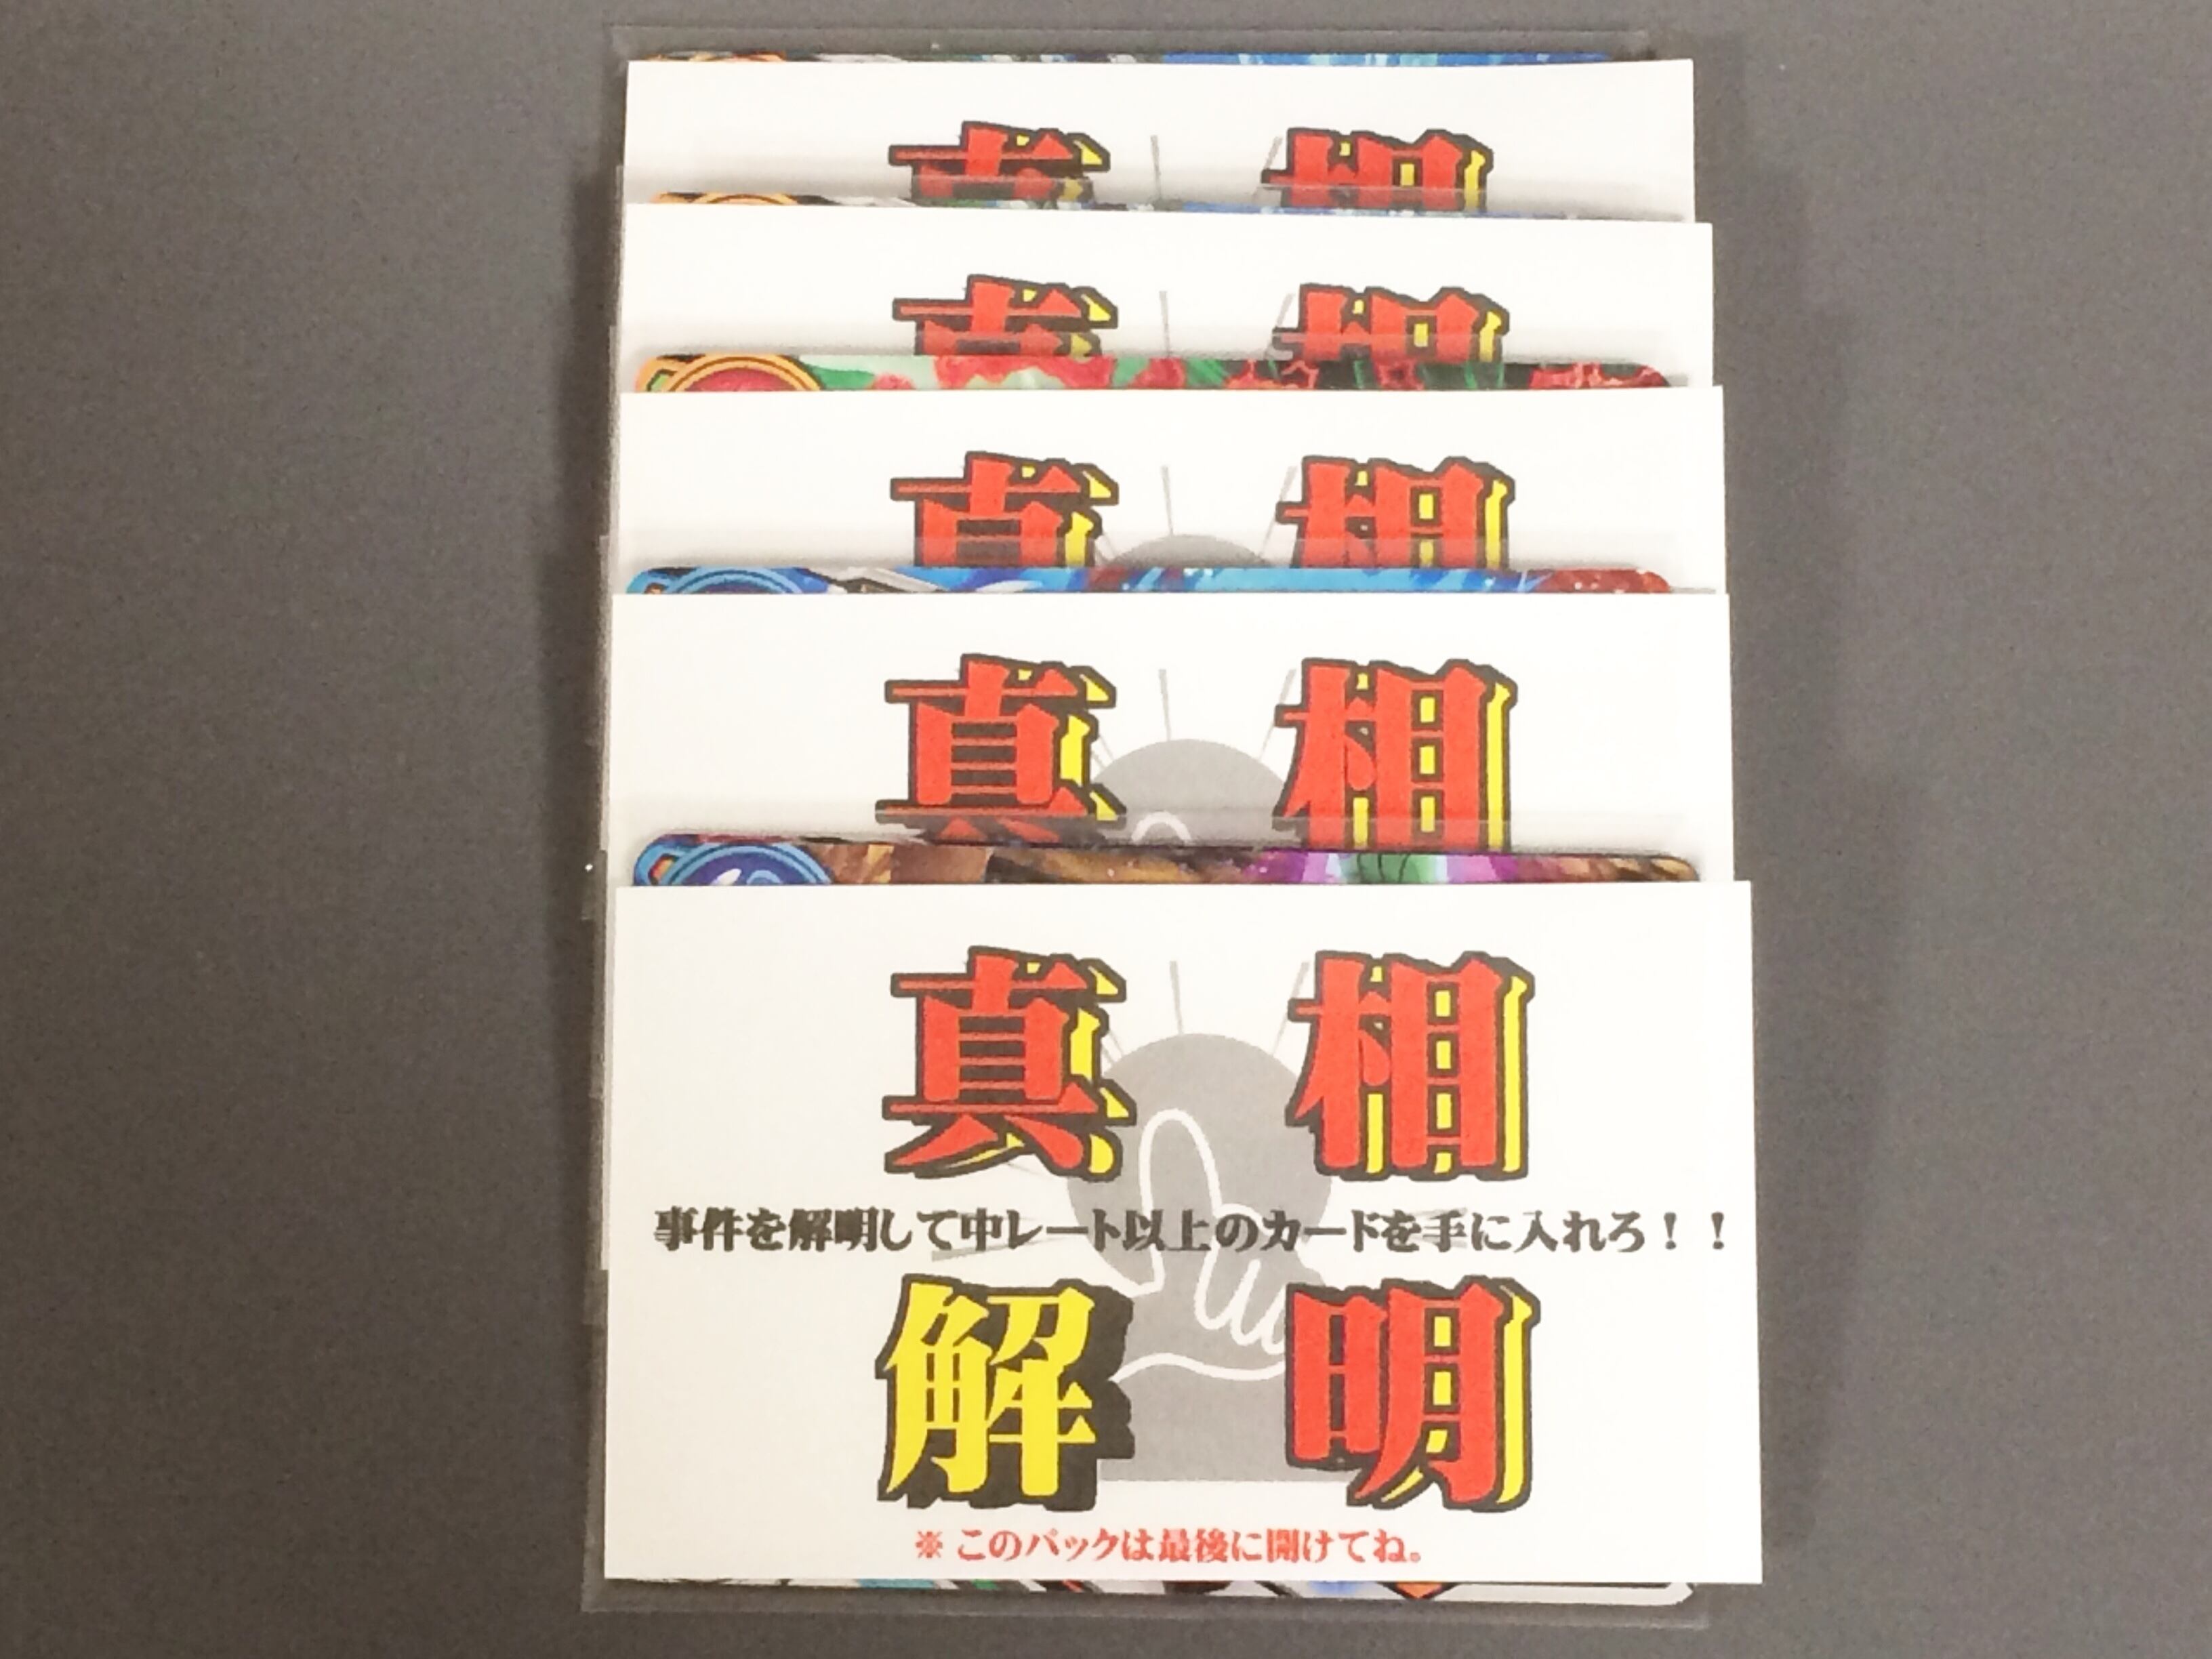 真相
真相
真相
真相
真相
事件を解明して中レート以上のカードを手に入れろ！！
解明
※このパックは最後に開けてね。